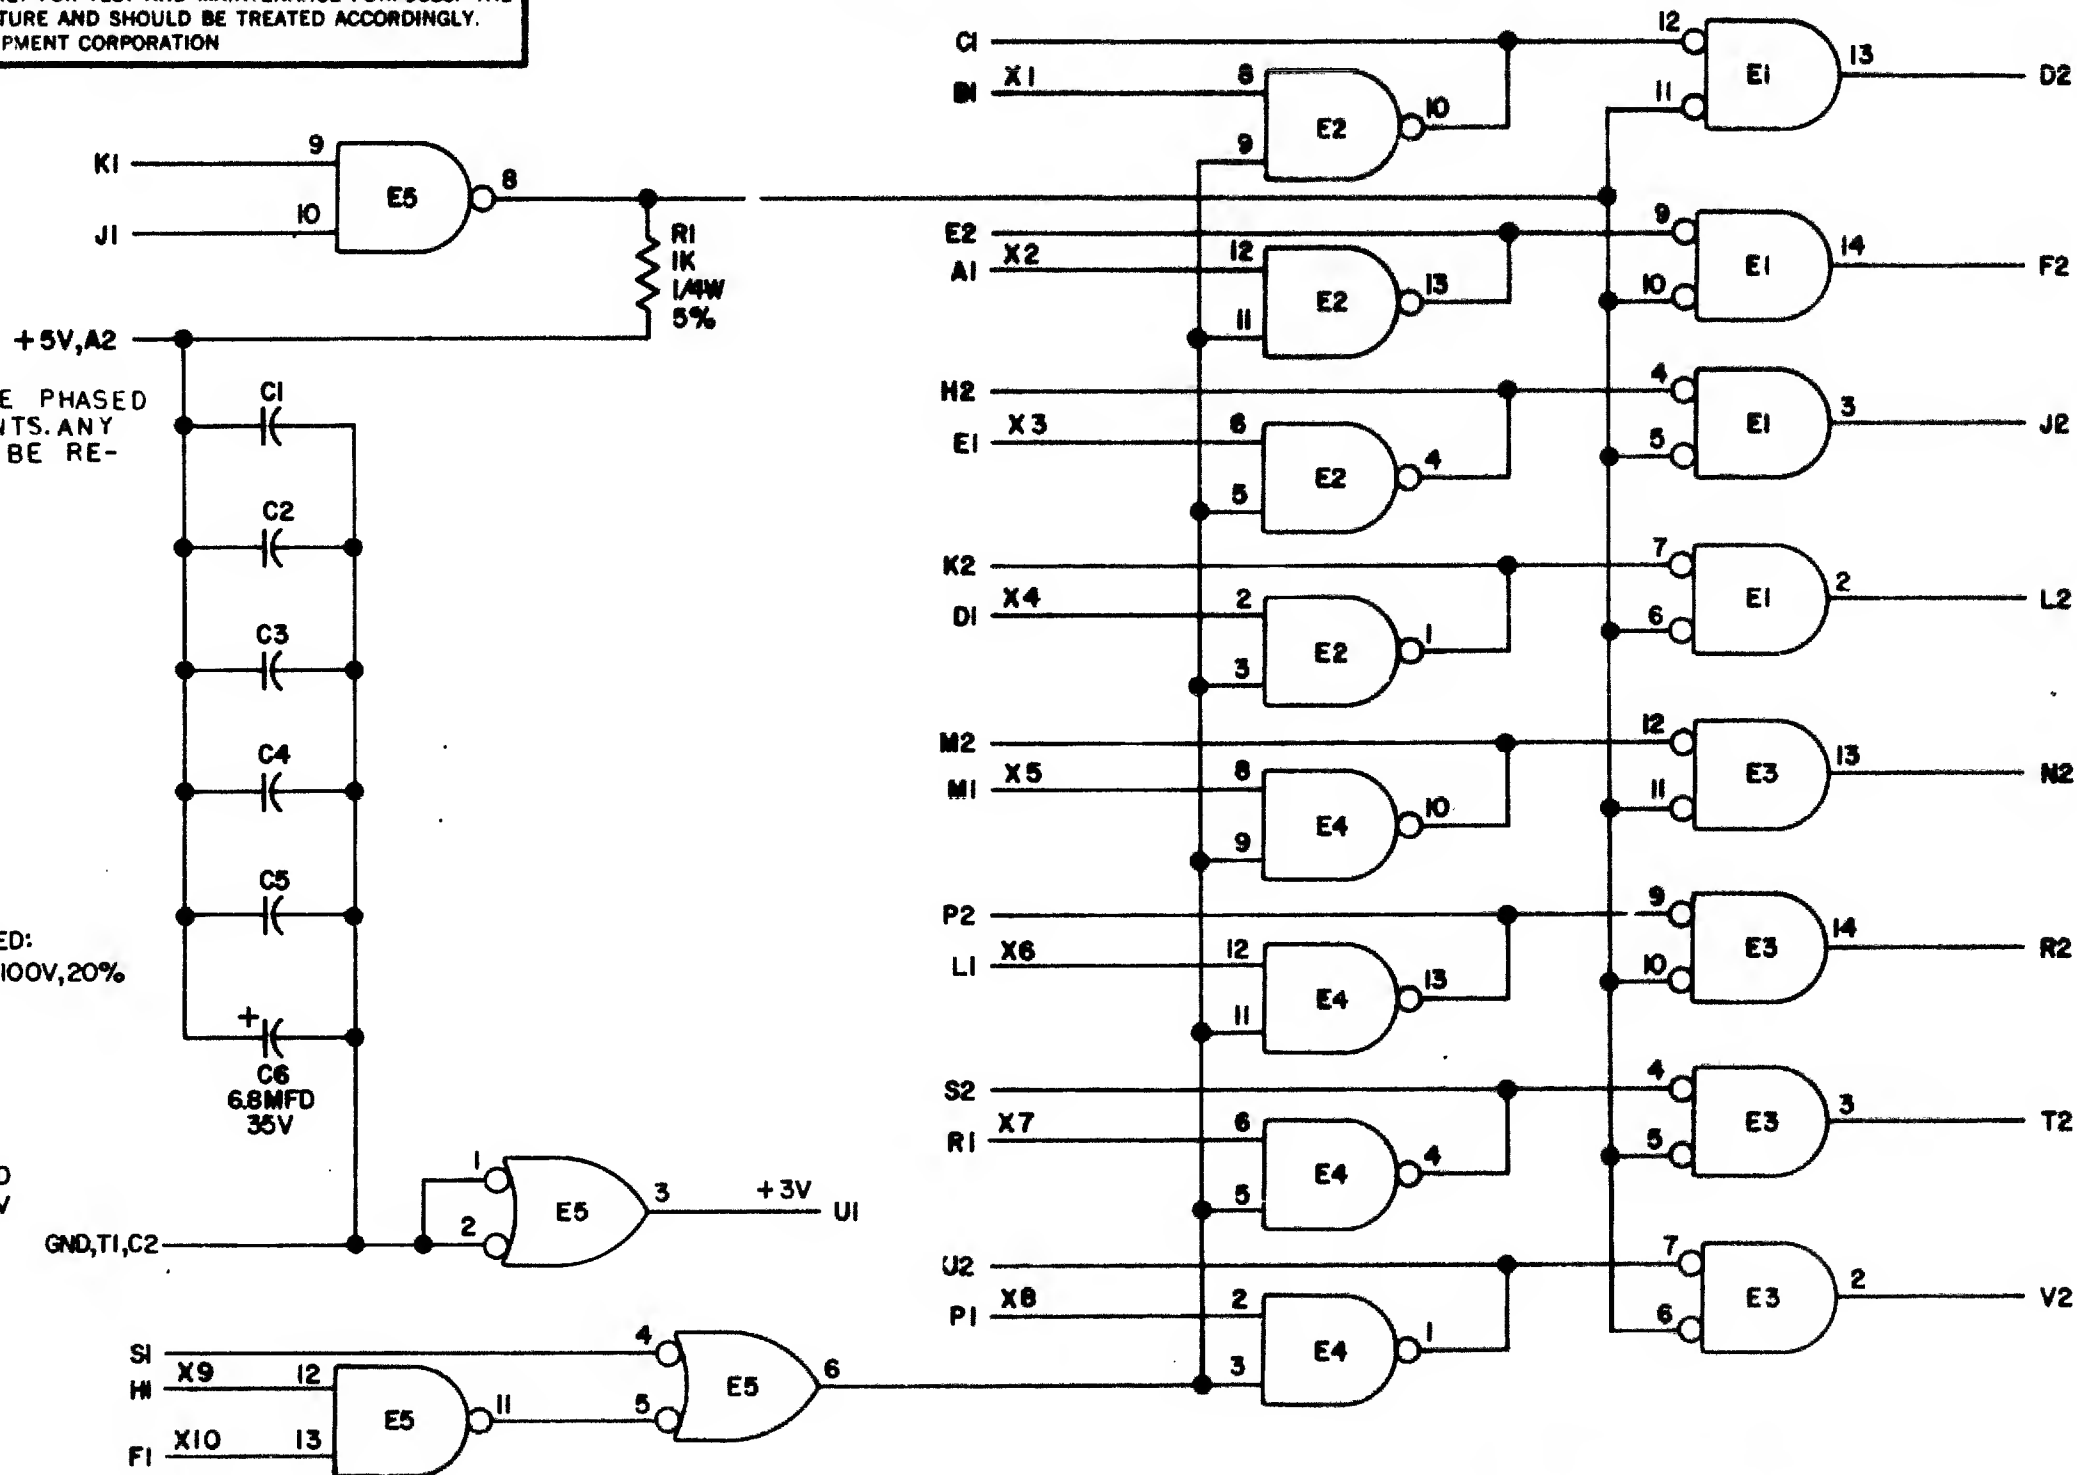 TURE AND SHOULD BE TREATED ACCORDINGLY.
PMENT CORPORATION
K1 9
J1 10
E5 8
R1
1K
1/4W
5%
+5V,A2
E PHASED
NTS. ANY
BE RE-
C1
C2
C3
C4
C5
ED:
100V,20%
+
C6
6.8MFD
35V
V
GND,T1,C2
1
2
E5 3
+3V
U1
S1 4
H1 X9 12
F1 X10 13
E5 11
5
E5 6
C1 12
B1 X1 8
9
E2 10
11
E1 13 D2
E2 9
A1 X2 12
11
E2 13
10
E1 14 F2
H2 4
E1 X3 6
5
E2 4
5
E1 3 J2
K2 7
D1 X4 2
3
E2 1
6
E1 2 L2
M2 12
M1 X5 8
9
E4 10
11
E3 13 N2
P2 9
L1 X6 12
11
E4 13
10
E3 14 R2
S2 4
R1 X7 6
5
E4 4
5
E3 3 T2
U2 7
P1 X8 2
3
E4 1
6
E3 2 V2